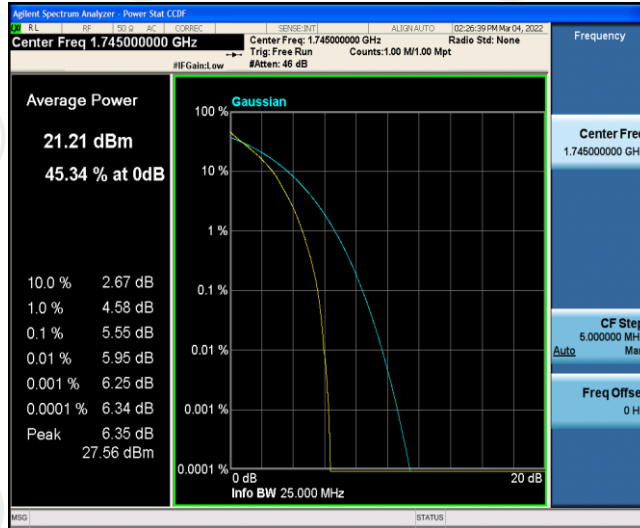 Agilent Spectrum Analyzer - Power Stat CCDF
RL RF 50 Ω AC CORREC SENSE:INT ALIGNAUTO 02:26:39 PM Mar 04, 2022
Center Freq 1.745000000 GHz
Center Freq: 1.745000000 GHz Radio Std: None
Trig: Free Run Counts:1.00 M/1.00 Mpt
#IFGain:Low #Atten: 46 dB
Frequency
Average Power
21.21 dBm
45.34 % at 0dB
10.0 % 2.67 dB
1.0 % 4.58 dB
0.1 % 5.55 dB
0.01 % 5.95 dB
0.001 % 6.25 dB
0.0001 % 6.34 dB
Peak 6.35 dB
27.56 dBm
Gaussian
100 %
10 %
1 %
0.1 %
0.01 %
0.001 %
0.0001 %
0 dB 20 dB
Info BW 25.000 MHz
Center Fre
1.745000000 GH
CF Step
5.000000 MH
Auto Ma
Freq Offse
0 H
MSG STATUS